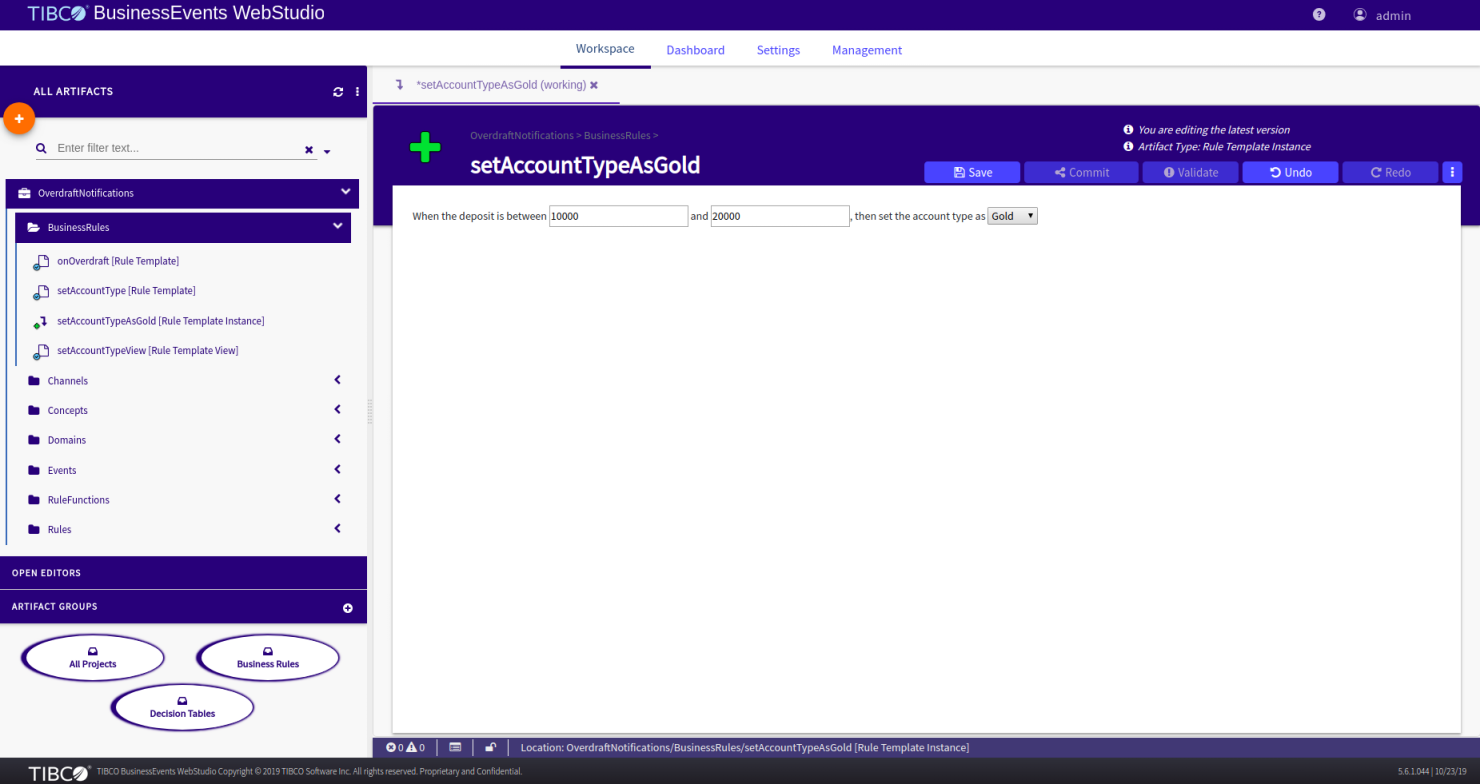 TIBCO® BusinessEvents WebStudio
admin
Workspace
Dashboard
Settings
Management
ALL ARTIFACTS
*setAccountTypeAsGold (working)
Enter filter text...
OverdraftNotifications
BusinessRules
onOverdraft [Rule Template]
setAccountType [Rule Template]
setAccountTypeAsGold [Rule Template Instance]
setAccountTypeView [Rule Template View]
Channels
Concepts
Domains
Events
RuleFunctions
Rules
OPEN EDITORS
ARTIFACT GROUPS
All Projects
Business Rules
Decision Tables
OverdraftNotifications > BusinessRules >
setAccountTypeAsGold
You are editing the latest version
Artifact Type: Rule Template Instance
Save
Commit
Validate
Undo
Redo
When the deposit is between 10000 and 20000 , then set the account type as Gold
0 0
Location: OverdraftNotifications/BusinessRules/setAccountTypeAsGold [Rule Template Instance]
TIBCO® TIBCO BusinessEvents WebStudio Copyright © 2019 TIBCO Software Inc. All rights reserved. Proprietary and Confidential.
5.6.1.044 | 10/23/19